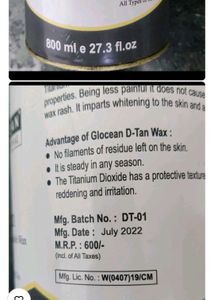 All Types of
800 ml e 27.3 fl.oz
Titanium
properties. Being less painful it does not cause
wax rash. It imparts whitening to the skin and a
Advantage of Glocean D-Tan Wax :
• No filaments of residue left on the skin.
• It is steady in any season.
• The Titanium Dioxide has a protective texture
reddening and irritation.
Mfg. Batch No. : DT-01
Mfg. Date : July 2022
M.R.P. : 600/-
(incl. of All Taxes)
Mfg. Lic. No. : W(0407)19/CM